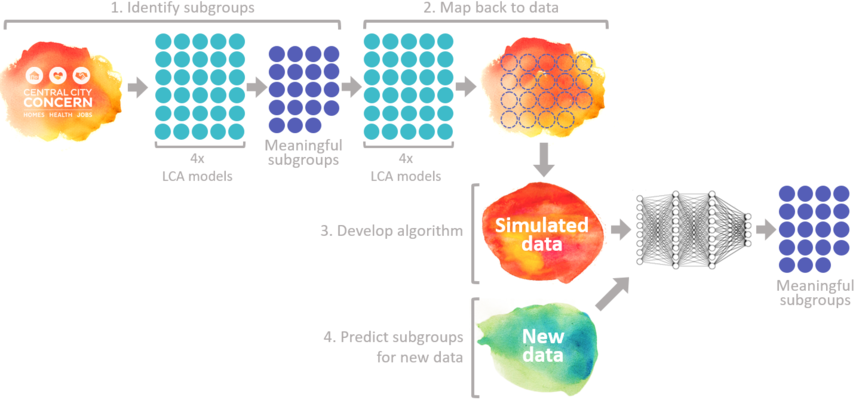 1. Identify subgroups
2. Map back to data
CENTRAL CITY
CONCERN
HOMES HEALTH JOBS
4x
LCA models
Meaningful
subgroups
4x
LCA models
3. Develop algorithm
Simulated
data
Meaningful
subgroups
4. Predict subgroups
for new data
New
data